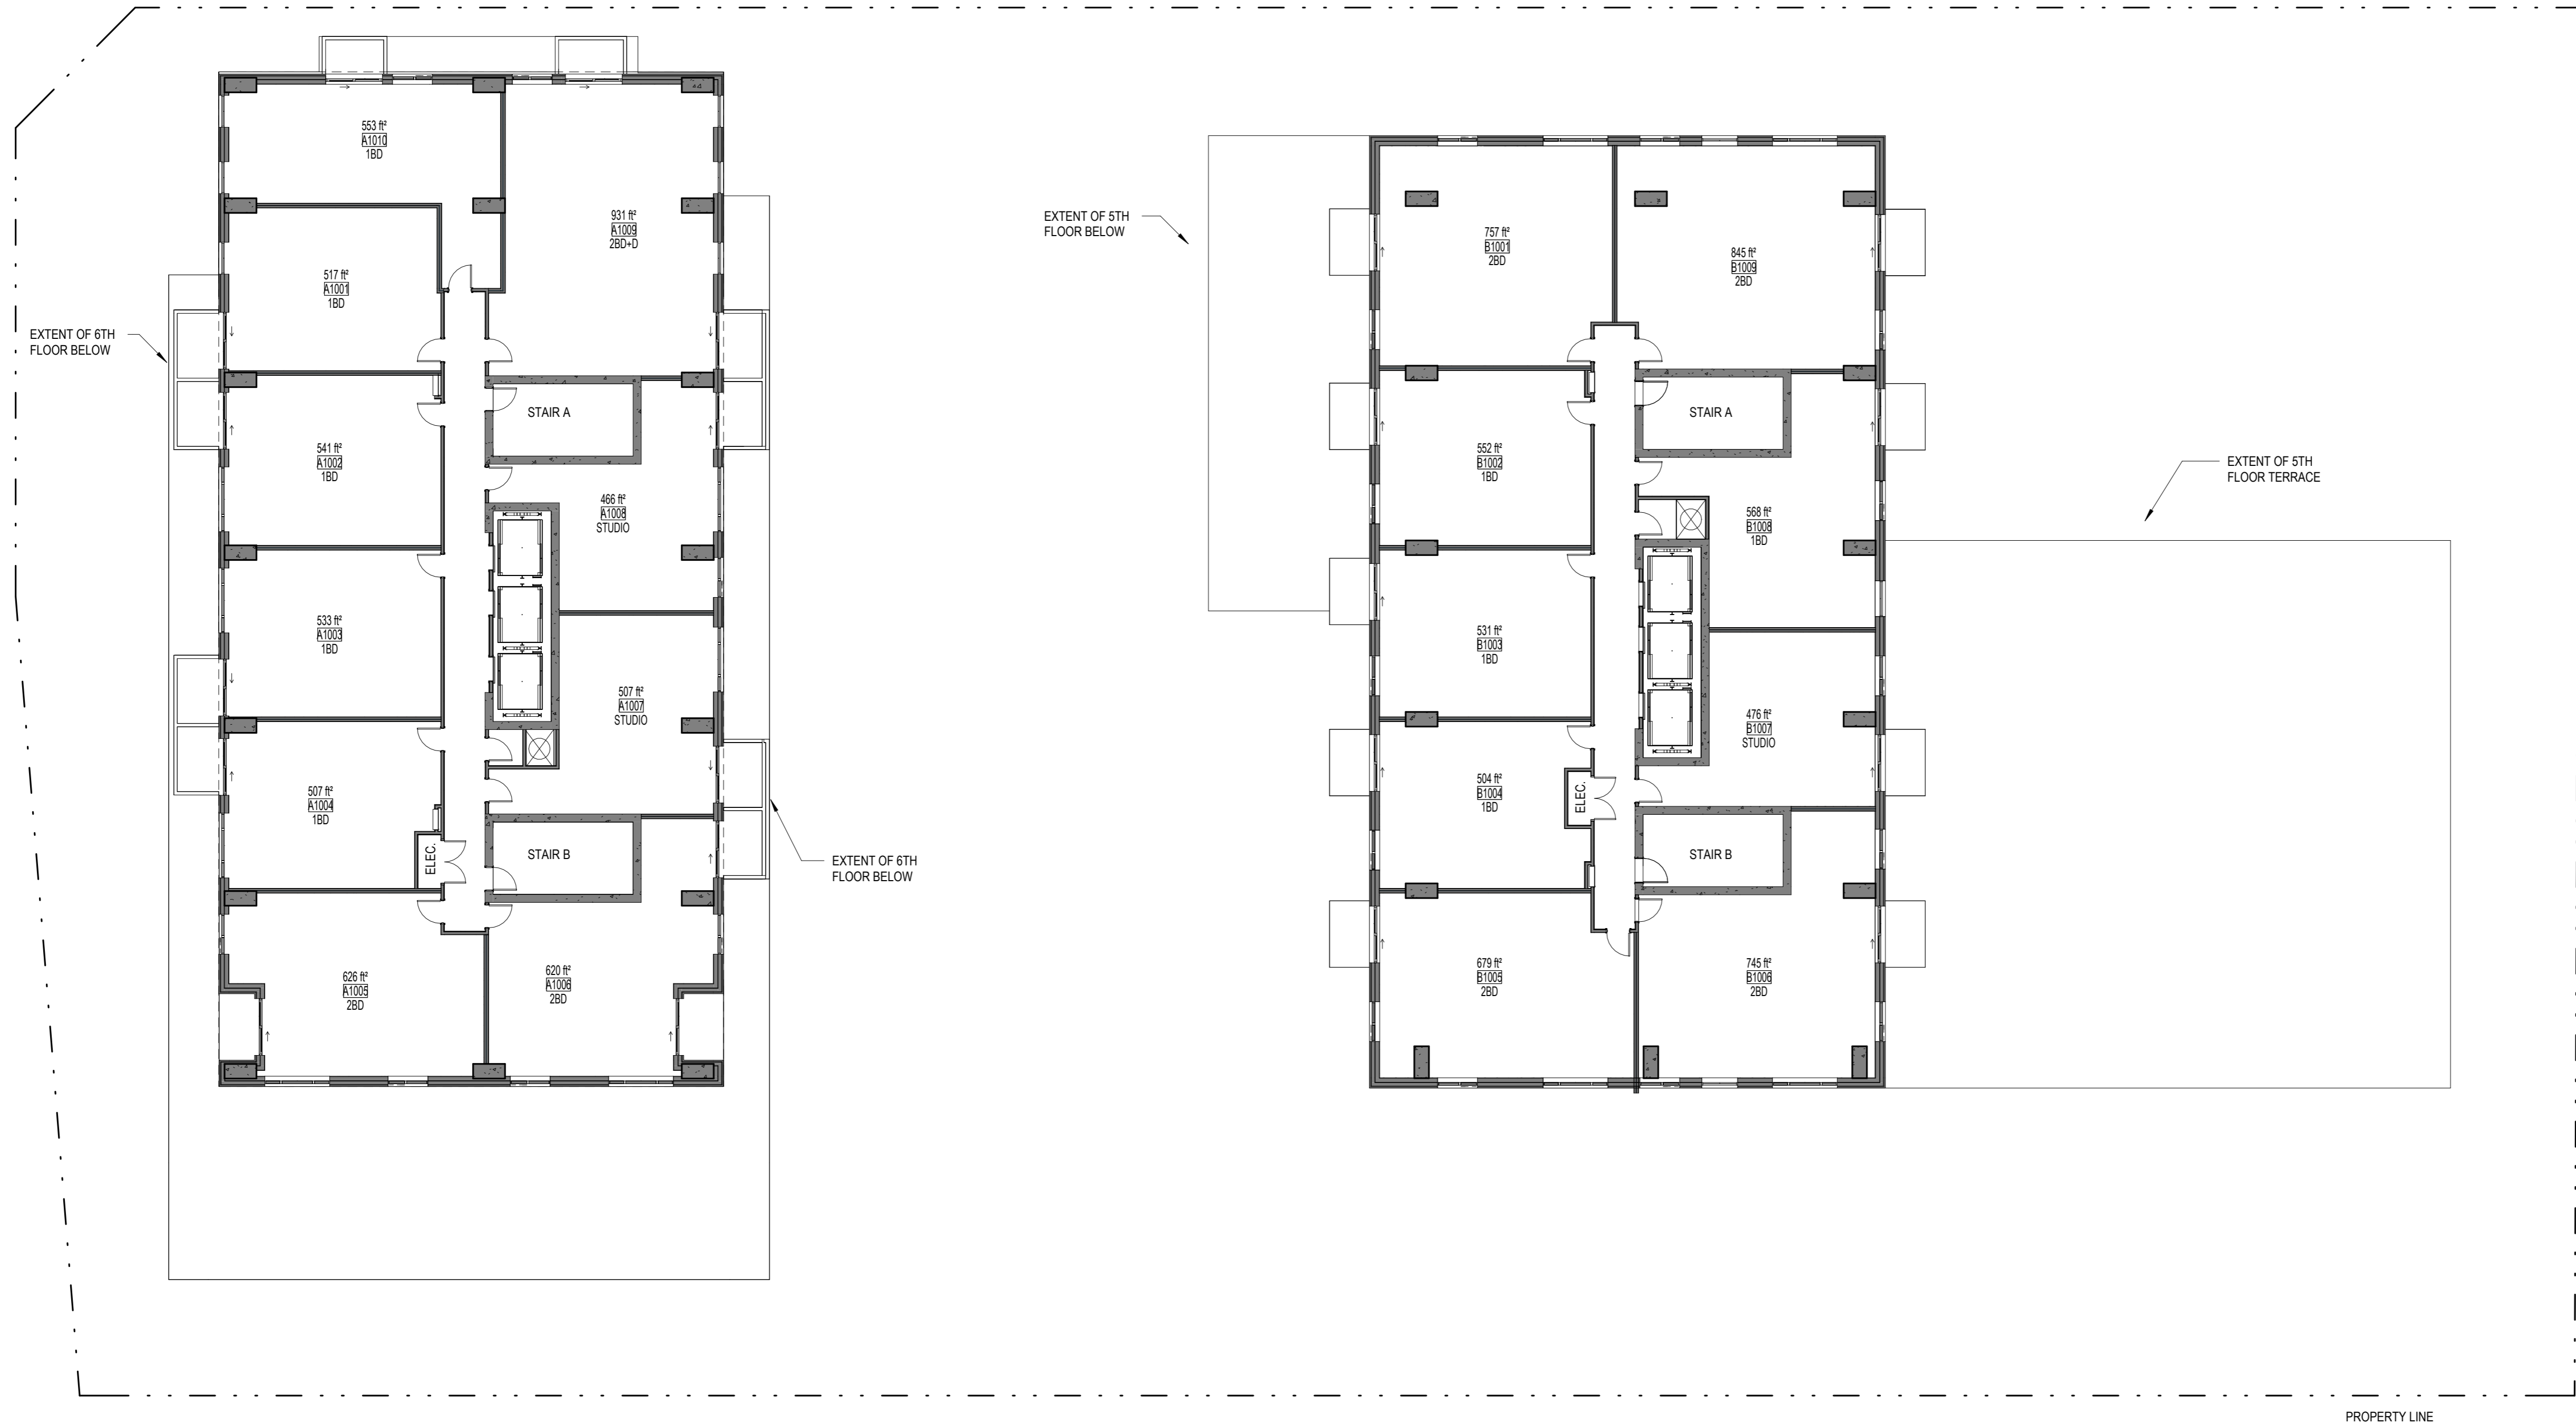 553 ft²
A1010
1BD
931 ft²
A1009
2BD+D
517 ft²
A1001
1BD
EXTENT OF 6TH
FLOOR BELOW
STAIR A
541 ft²
A1002
1BD
466 ft²
A1008
STUDIO
533 ft²
A1003
1BD
507 ft²
A1007
STUDIO
507 ft²
A1004
1BD
ELEC.
STAIR B
EXTENT OF 6TH
FLOOR BELOW
626 ft²
A1005
2BD
620 ft²
A1006
2BD
EXTENT OF 5TH
FLOOR BELOW
757 ft²
B1001
2BD
845 ft²
B1009
2BD
STAIR A
552 ft²
B1002
1BD
EXTENT OF 5TH
FLOOR TERRACE
568 ft²
B1008
1BD
531 ft²
B1003
1BD
476 ft²
B1007
STUDIO
504 ft²
B1004
1BD
ELEC.
STAIR B
679 ft²
B1005
2BD
745 ft²
B1006
2BD
PROPERTY LINE